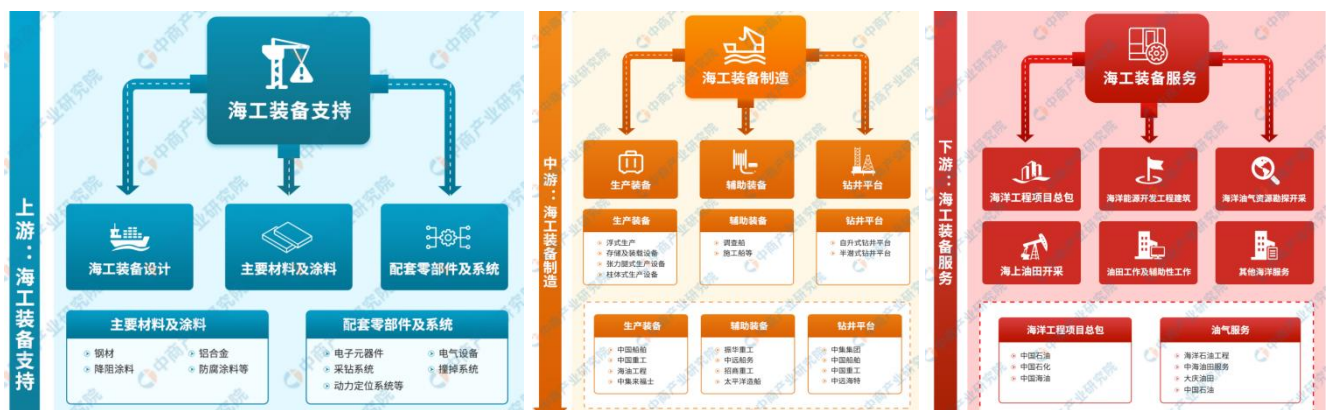 上游：海工装备支持
海工装备支持
海工装备设计
主要材料及涂料
配套零部件及系统
主要材料及涂料
钢材
铝合金
降阻涂料
防腐涂料等
配套零部件及系统
电子元器件
电气设备
采钻系统
撞掉系统
动力定位系统等
中游：海工装备制造
海工装备制造
生产装备
辅助装备
钻井平台
生产装备
浮式生产
存储及装载设备
张力腿式生产设备
柱体式生产设备
辅助装备
调查船
施工船等
钻井平台
自升式钻井平台
半潜式钻井平台
生产装备
中国船舶
中国重工
海油工程
中集来福士
辅助装备
振华重工
中远船务
招商重工
太平洋造船
钻井平台
中集集团
中国船舶
中国重工
中远海特
下游：海工装备服务
海工装备服务
海洋工程项目总包
海洋能源开发工程建筑
海洋油气资源勘探开采
海上油田开采
油田工作及辅助性工作
其他海洋服务
海洋工程项目总包
中国石油
中国石化
中国海油
油气服务
海洋石油工程
中海油田服务
大庆油田
中国石油
中商产业研究院